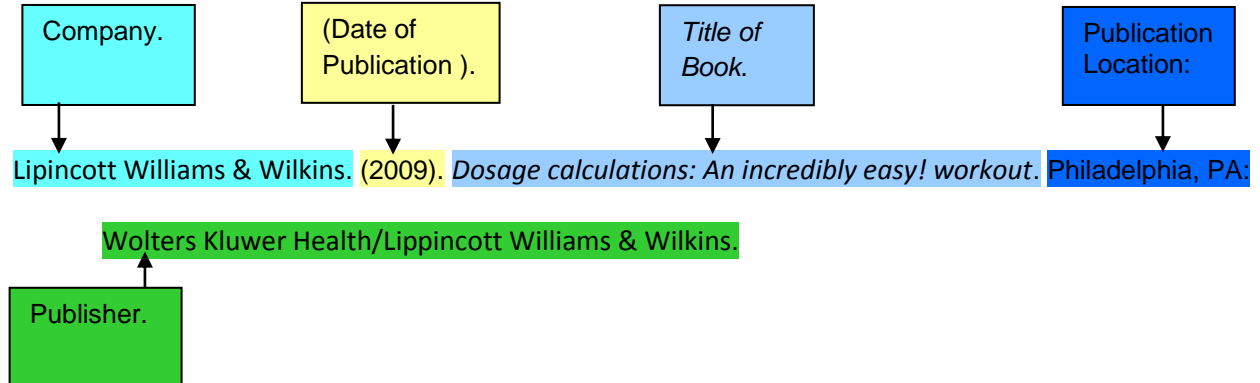 Company.
(Date of
Publication ).
Title of
Book.
Publication
Location:
Lipincott Williams & Wilkins. (2009). Dosage calculations: An incredibly easy! workout. Philadelphia, PA:
Wolters Kluwer Health/Lippincott Williams & Wilkins.
Publisher.